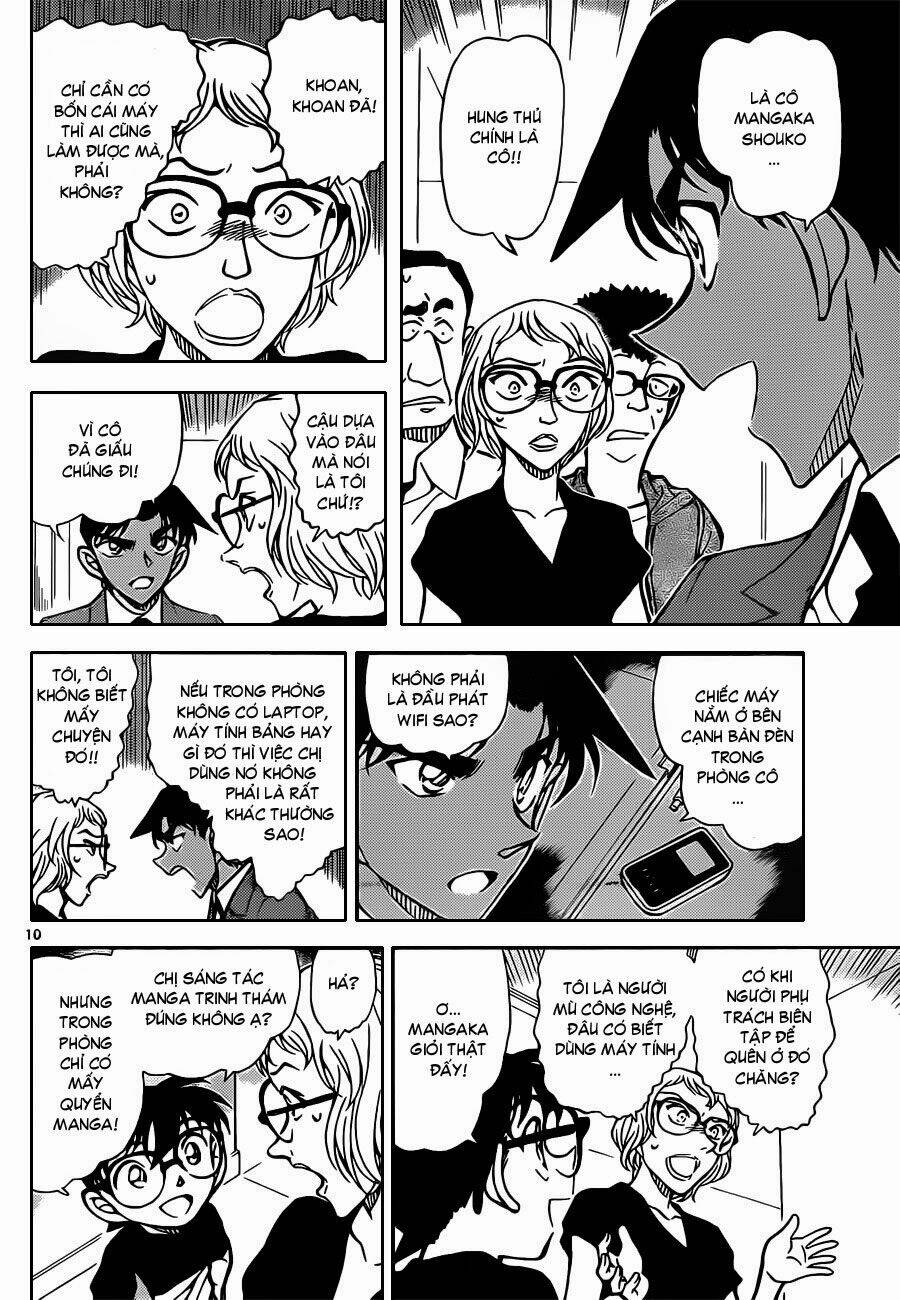 LÀ CÔ
MANGAKA
SHOUKO
...
HUNG THỦ
CHÍNH LÀ
CÔ!!
KHOAN,
KHOAN ĐÃ!
CHỈ CẦN CÓ
BỐN CÁI MÁY
THÌ AI CŨNG
LÀM ĐƯỢC MÀ,
PHẢI
KHÔNG?
CẬU DỰA
VÀO ĐÂU
MÀ NÓI
LÀ TÔI
CHỨ!?
VÌ CÔ
ĐÃ GIẤU
CHÚNG ĐI!
CHIẾC MÁY
NẰM Ở BÊN
CẠNH BẢN ĐÈN
TRONG
PHÒNG CÔ
...
KHÔNG PHẢI
LÀ ĐẦU PHÁT
WIFI SAO?
NẾU TRONG PHÒNG
KHÔNG CÓ LAPTOP,
MÁY TÍNH BẢNG HAY
GÌ ĐÓ THÌ VIỆC CHỊ
DÙNG NÓ KHÔNG
PHẢI LÀ RẤT
KHÁC THƯỜNG
SAO!
TÔI, TÔI
KHÔNG BIẾT
MẤY
CHUYỆN
ĐÓ!!
10
CÓ KHI
NGƯỜI PHỤ
TRÁCH BIÊN
TẬP ĐỂ
QUÊN Ở ĐÓ
CHĂNG?
TÔI LÀ NGƯỜI
MÙ CÔNG NGHỆ,
ĐÂU CÓ BIẾT
DÙNG MÁY TÍNH
...
Ơ...
MANGAKA
GIỎI THẬT
ĐẤY!
HẢ?
CHỊ SÁNG TÁC
MANGA TRINH THÁM
ĐÚNG KHÔNG Ạ?
NHƯNG
TRONG
PHÒNG
CHỈ CÓ
MẤY
QUYỂN
MANGA!